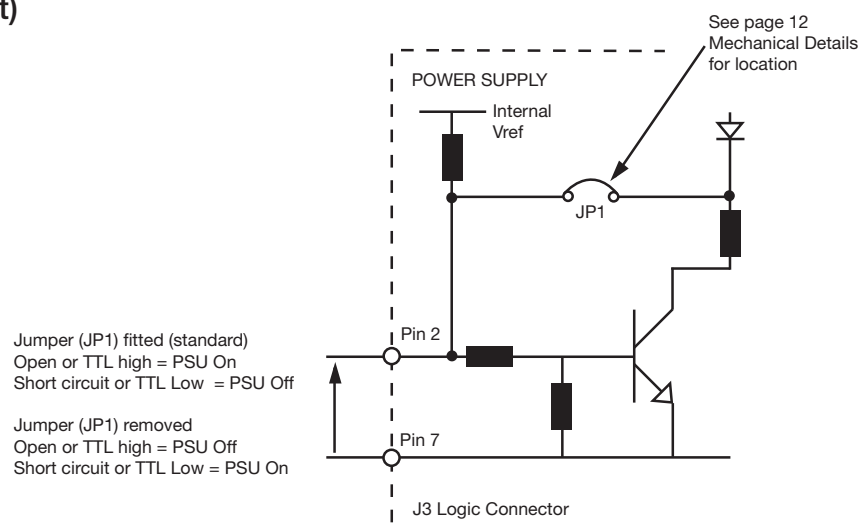 t)
See page 12
Mechanical Details
for location
POWER SUPPLY
Internal
Vref
JP1
Pin 2
Jumper (JP1) fitted (standard)
Open or TTL high = PSU On
Short circuit or TTL Low = PSU Off
Jumper (JP1) removed
Open or TTL high = PSU Off
Short circuit or TTL Low = PSU On
Pin 7
J3 Logic Connector